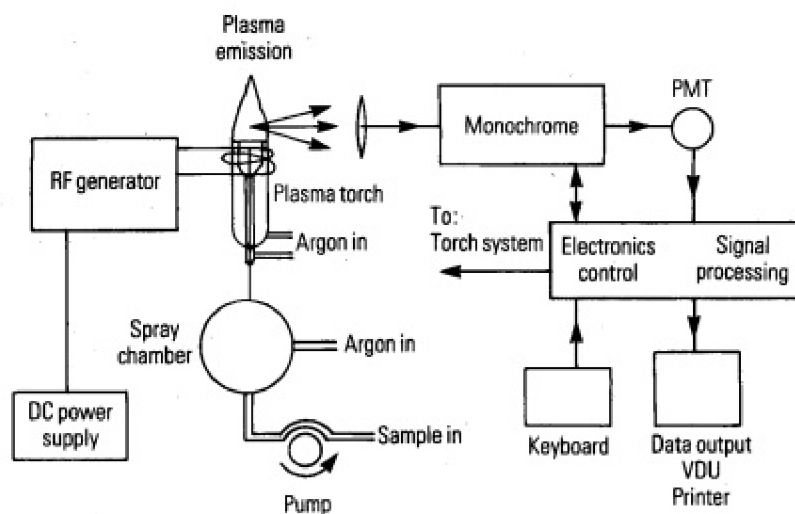 Plasma
emission
PMT
Monochrome
RF generator
Plasma torch
To:
Torch system
Argon in
Electronics
control
Signal
processing
Spray
chamber
Argon in
DC power
supply
Sample in
Pump
Keyboard
Data output
VDU
Printer